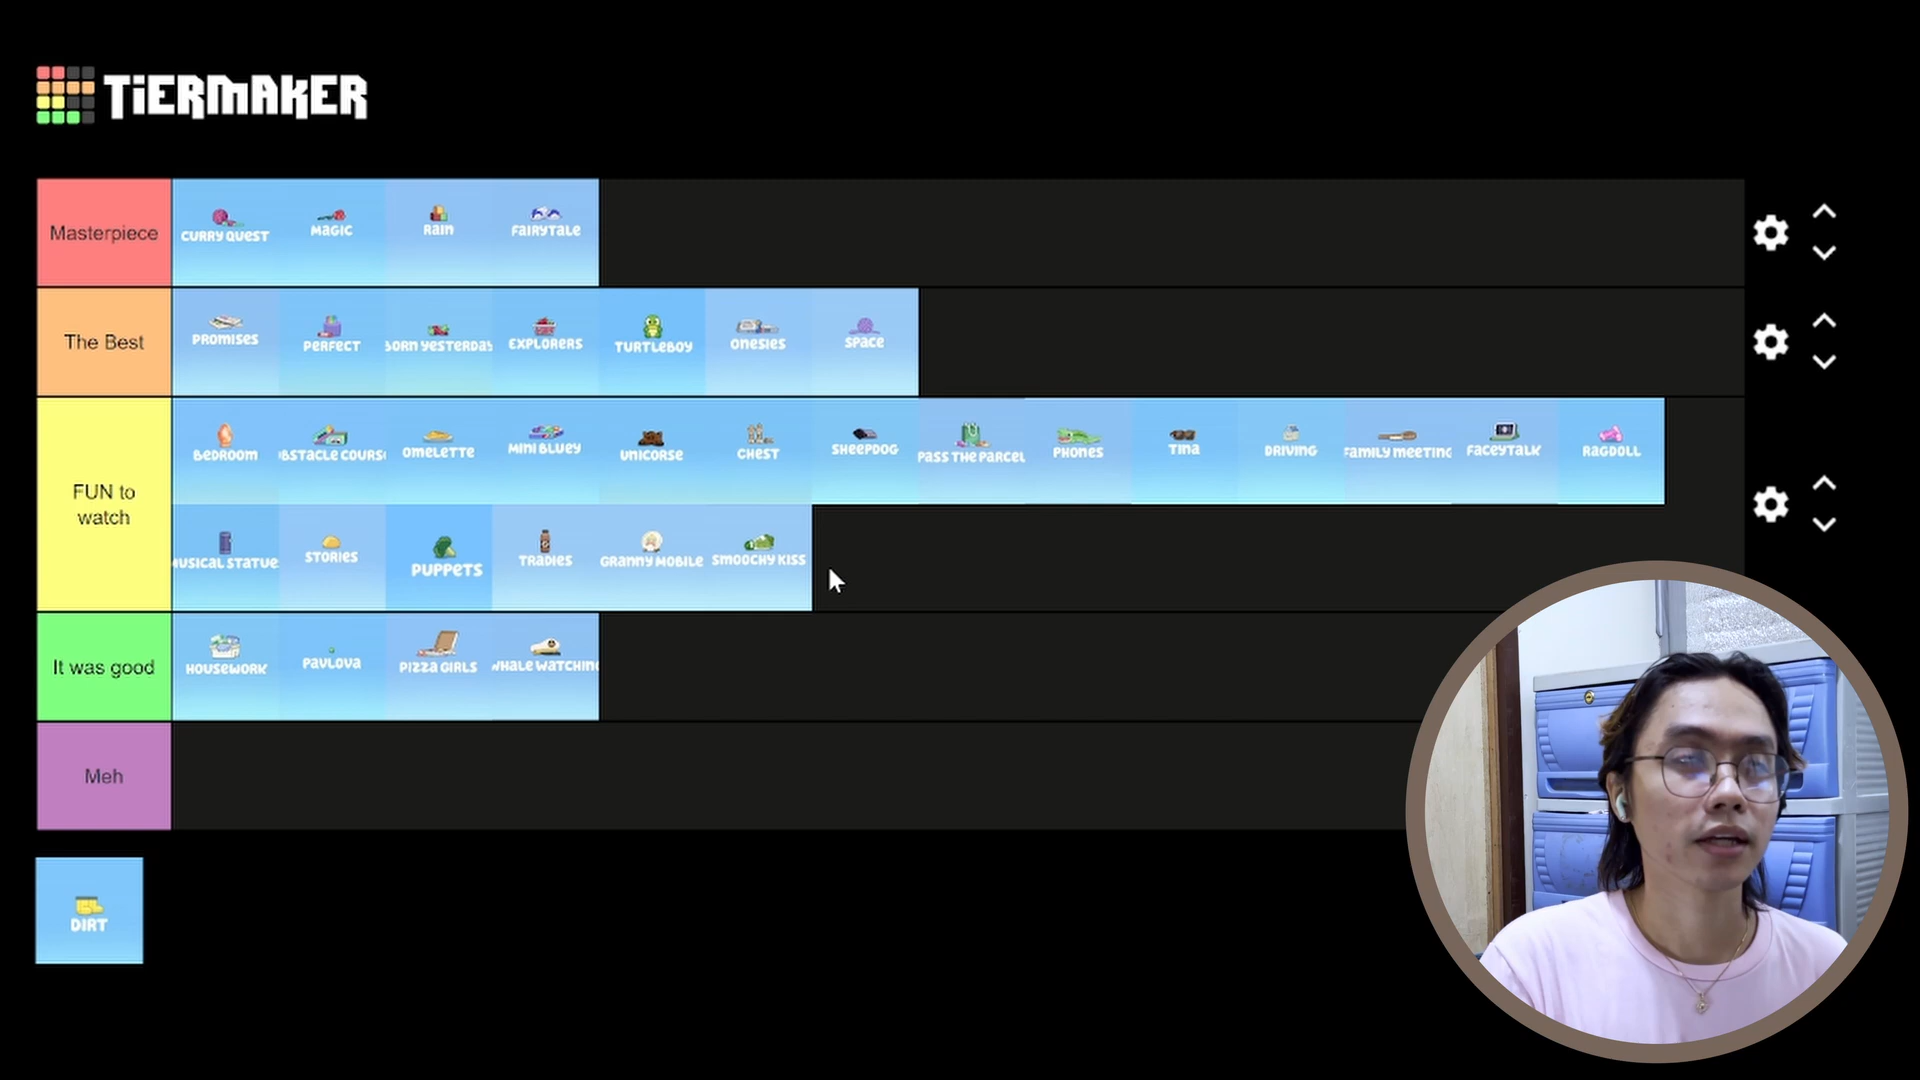 TiERMAKER
Masterpiece
CURRY QUEST
MAGIC
RAIN
FAIRYTALE
The Best
PROMISES
PERFECT
BORN YESTERDAY
EXPLORERS
TURTLEBOY
ONESIES
SPACE
FUN to
watch
BEDROOM
OBSTACLE COURSE
OMELETTE
MINI BLUEY
UNICORSE
CHEST
SHEEPDOG
PASS THE PARCEL
PHONES
TINA
DRIVING
FAMILY MEETING
FACEYTALK
RAGDOLL
MUSICAL STATUES
STORIES
PUPPETS
TRADIES
GRANNY MOBILE
SMOOCHY KISS
It was good
HOUSEWORK
PAVLOVA
PIZZA GIRLS
WHALE WATCHING
Meh
DIRT